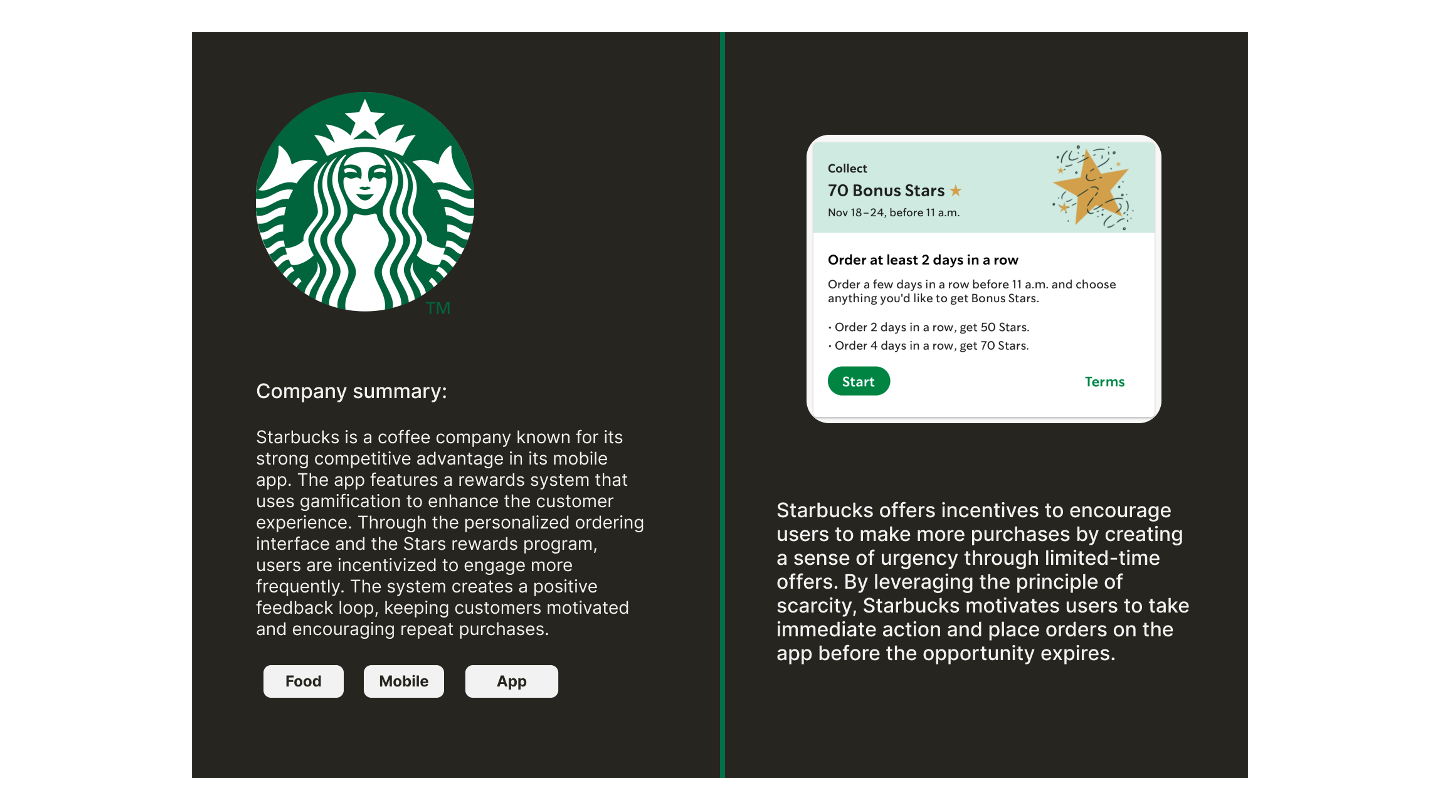 TM
Company summary:
Starbucks is a coffee company known for its
strong competitive advantage in its mobile
app. The app features a rewards system that
uses gamification to enhance the customer
experience. Through the personalized ordering
interface and the Stars rewards program,
users are incentivized to engage more
frequently. The system creates a positive
feedback loop, keeping customers motivated
and encouraging repeat purchases.
Food Mobile App
Collect
70 Bonus Stars
Nov 18–24, before 11 a.m.
Order at least 2 days in a row
Order a few days in a row before 11 a.m. and choose
anything you'd like to get Bonus Stars.
• Order 2 days in a row, get 50 Stars.
• Order 4 days in a row, get 70 Stars.
Start Terms
Starbucks offers incentives to encourage
users to make more purchases by creating
a sense of urgency through limited-time
offers. By leveraging the principle of
scarcity, Starbucks motivates users to take
immediate action and place orders on the
app before the opportunity expires.